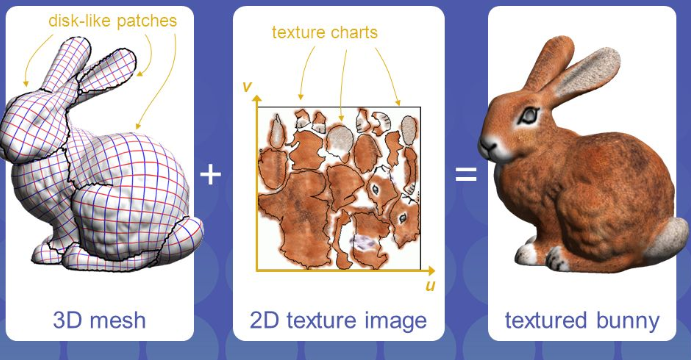 disk-like patches
texture charts
v
+
=
u
3D mesh
2D texture image
textured bunny